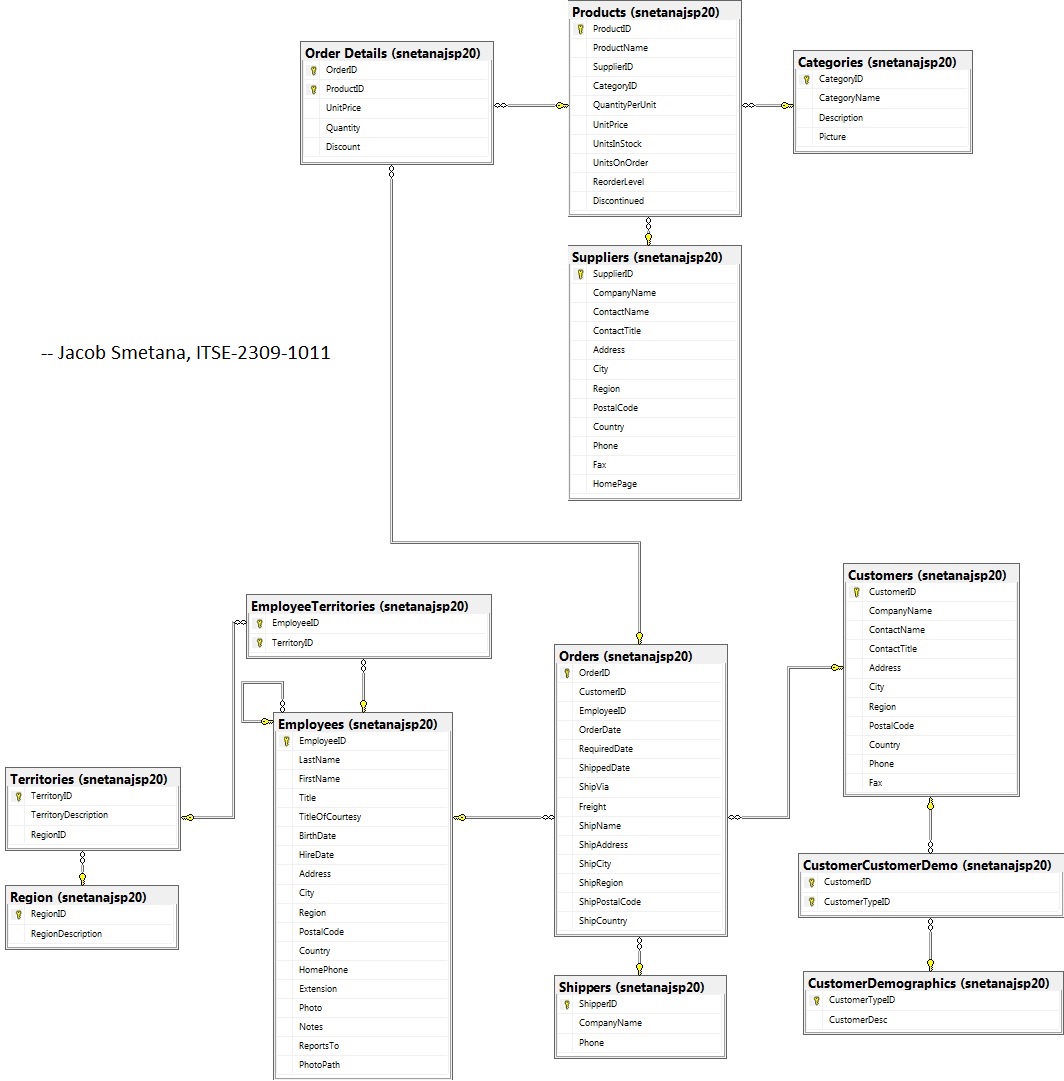 Products (snetanajsp20)
ProductID
ProductName
SupplierID
CategoryID
QuantityPerUnit
UnitPrice
UnitsInStock
UnitsOnOrder
ReorderLevel
Discontinued
Order Details (snetanajsp20)
OrderID
ProductID
UnitPrice
Quantity
Discount
Categories (snetanajsp20)
CategoryID
CategoryName
Description
Picture
Suppliers (snetanajsp20)
SupplierID
CompanyName
ContactName
ContactTitle
Address
City
Region
PostalCode
Country
Phone
Fax
HomePage
-- Jacob Smetana, ITSE-2309-1011
Customers (snetanajsp20)
CustomerID
CompanyName
ContactName
ContactTitle
Address
City
Region
PostalCode
Country
Phone
Fax
EmployeeTerritories (snetanajsp20)
EmployeeID
TerritoryID
Orders (snetanajsp20)
OrderID
CustomerID
EmployeeID
OrderDate
RequiredDate
ShippedDate
ShipVia
Freight
ShipName
ShipAddress
ShipCity
ShipRegion
ShipPostalCode
ShipCountry
Employees (snetanajsp20)
EmployeeID
LastName
FirstName
Title
TitleOfCourtesy
BirthDate
HireDate
Address
City
Region
PostalCode
Country
HomePhone
Extension
Photo
Notes
ReportsTo
PhotoPath
Territories (snetanajsp20)
TerritoryID
TerritoryDescription
RegionID
Region (snetanajsp20)
RegionID
RegionDescription
CustomerCustomerDemo (snetanajsp20)
CustomerID
CustomerTypeID
Shippers (snetanajsp20)
ShipperID
CompanyName
Phone
CustomerDemographics (snetanajsp20)
CustomerTypeID
CustomerDesc